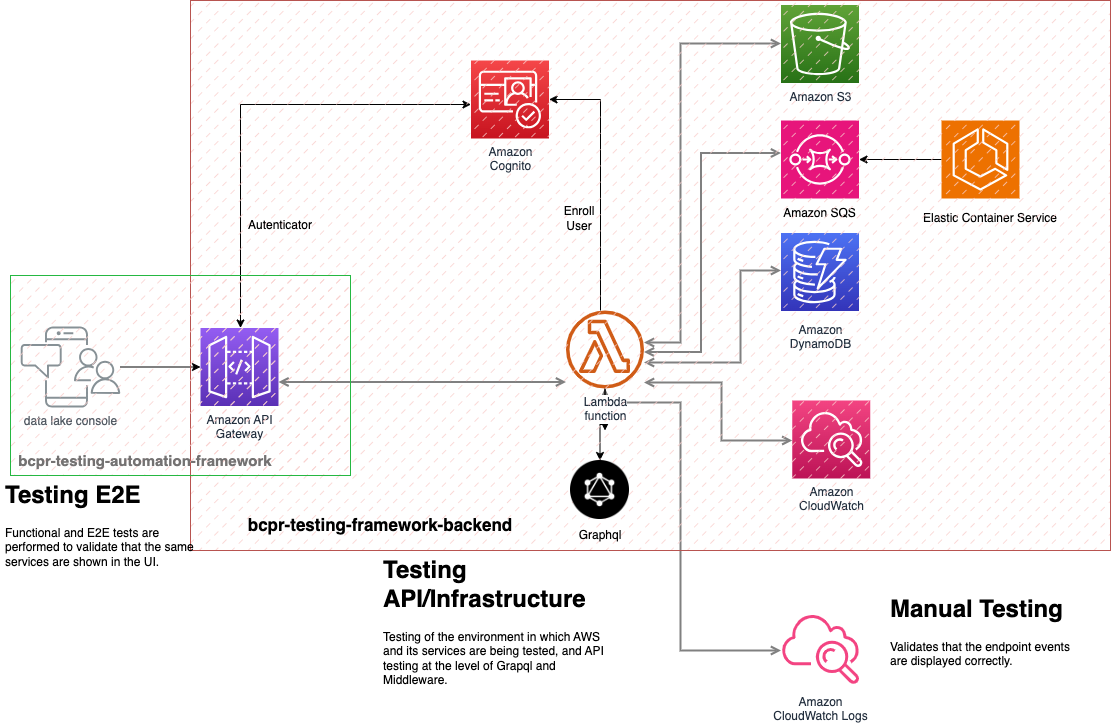 Amazon S3
Amazon
Cognito
Amazon SQS
Elastic Container Service
Autenticator
Enroll
User
Amazon
DynamoDB
data lake console
Amazon API
Gateway
Lambda
function
bcpr-testing-automation-framework
Testing E2E
Functional and E2E tests are
performed to validate that the same
services are shown in the UI.
Amazon
CloudWatch
bcpr-testing-framework-backend
Graphql
Testing
API/Infrastructure
Testing of the environment in which AWS
and its services are being tested, and API
testing at the level of Grapql and
Middleware.
Manual Testing
Validates that the endpoint events
are displayed correctly.
Amazon
CloudWatch Logs